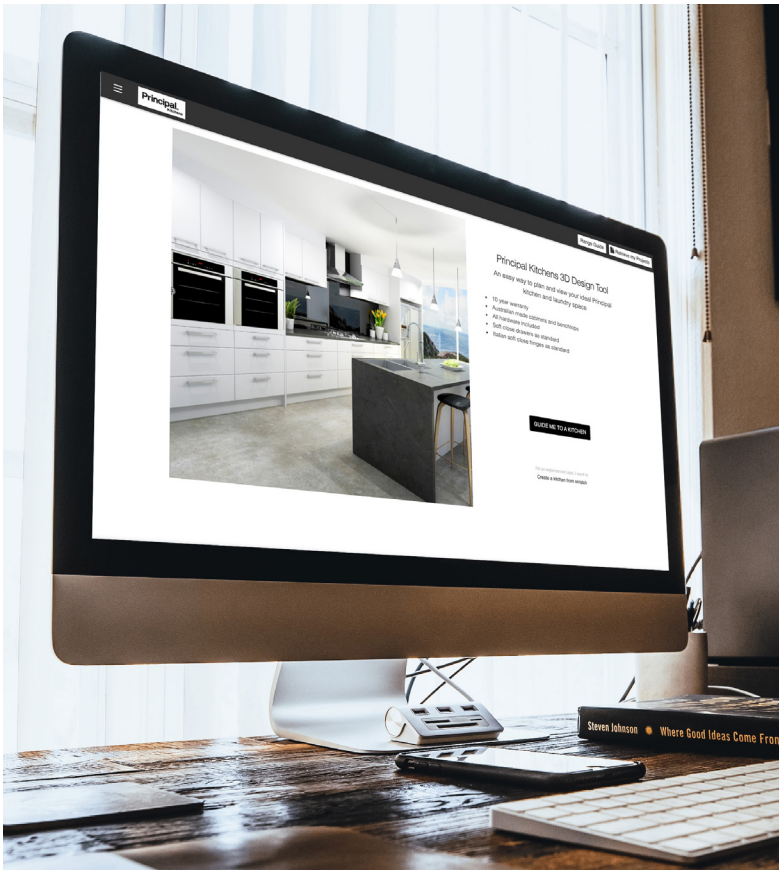 Principal.
Kitchens
Range Guide
Retrieve my Projects
Principal Kitchens 3D Design Tool
An easy way to plan and view your ideal Principal
kitchen and laundry space
10 year warranty
Australian made cabinets and benchtops
All hardware included
Soft close drawers as standard
Italian soft close hinges as standard
GUIDE ME TO A KITCHEN
Create a kitchen from scratch
Steven Johnson Where Good Ideas Come From